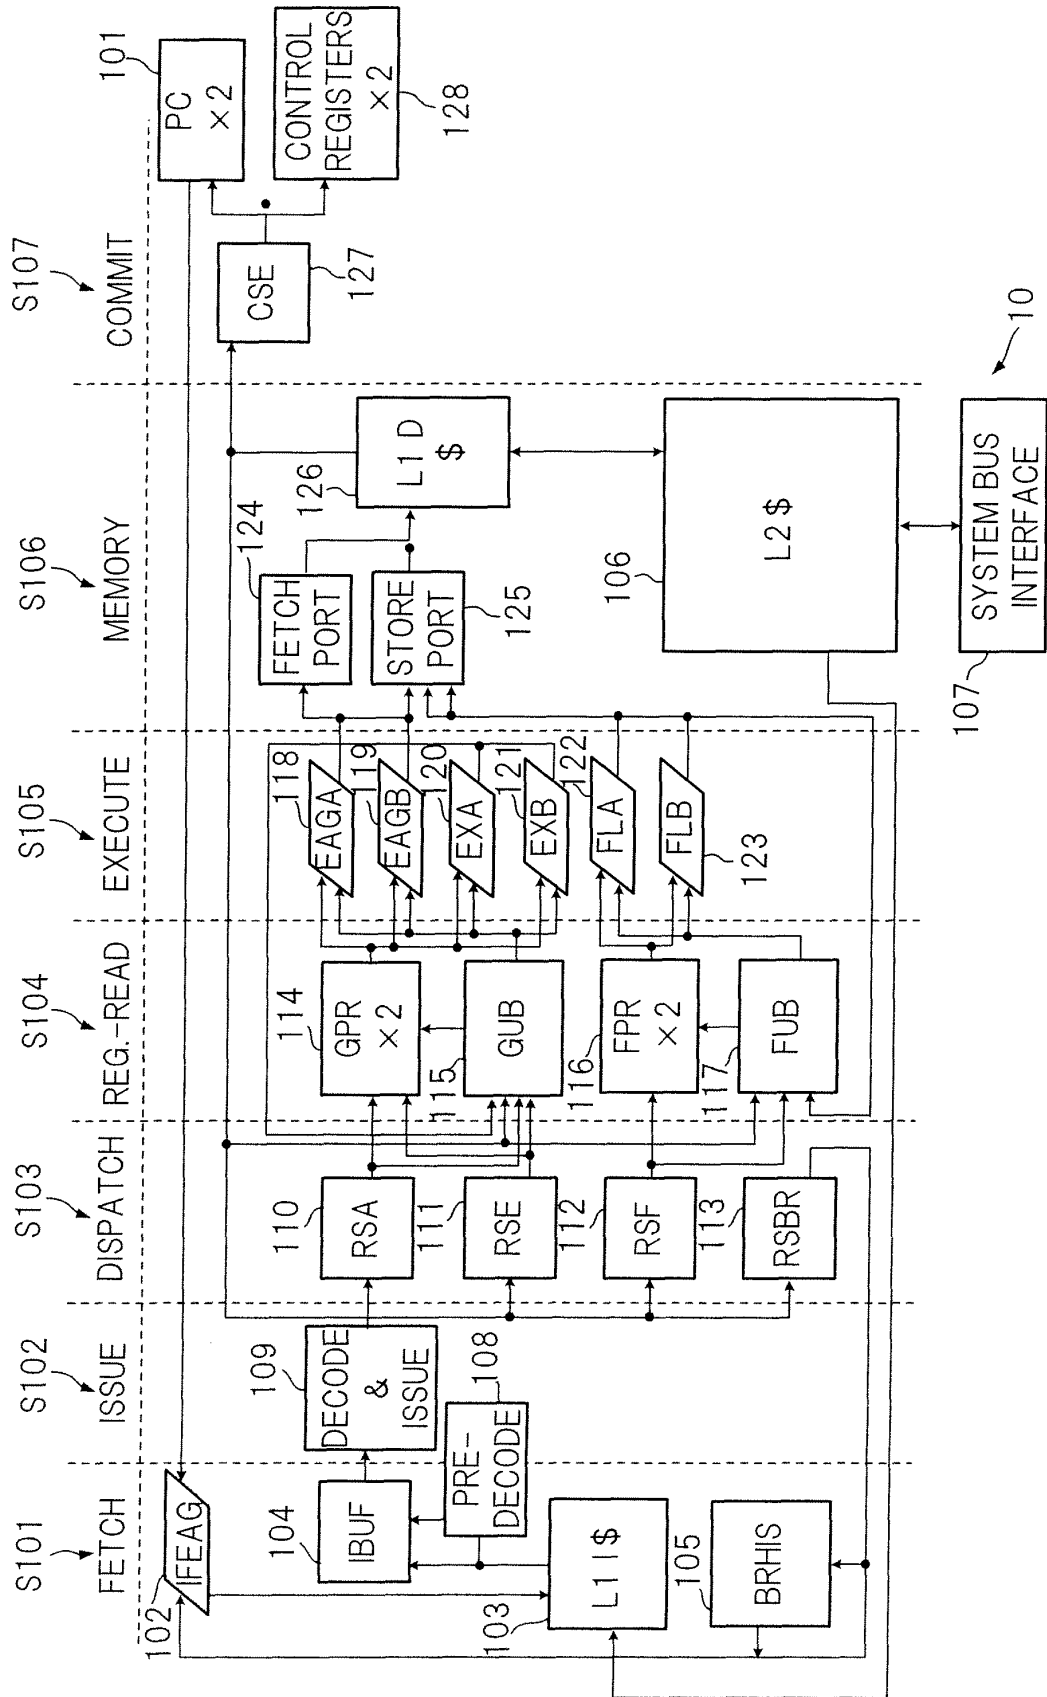 S101
FETCH
S102
ISSUE
S103
DISPATCH
S104
REG.-READ
S105
EXECUTE
S106
MEMORY
S107
COMMIT
102
IFEAG
104
IBUF
103
L1 I $
105
BRHIS
109
DECODE
&
ISSUE
108
PRE-
DECODE
110
RSA
111
RSE
112
RSF
113
RSBR
114
GPR
×2
115
GUB
116
FPR
×2
117
FUB
118
EAGA
119
EAGB
120
EXA
121
EXB
122
FLA
FLB
123
124
FETCH
PORT
STORE
PORT
125
126
L1 D
$
106
L2 $
107
SYSTEM BUS
INTERFACE
10
CSE
127
101
PC
×2
CONTROL
REGISTERS
×2
128